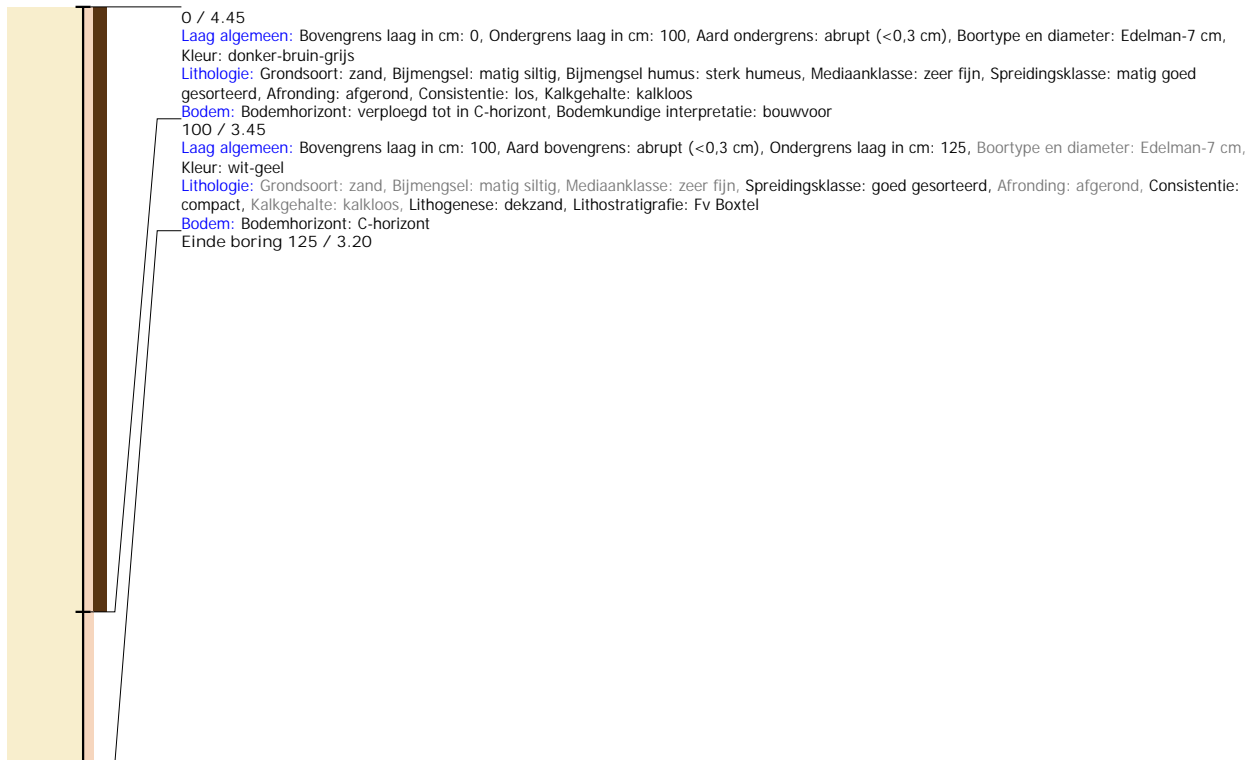 0 / 4.45
Laag algemeen: Bovengrens laag in cm: 0, Ondergrens laag in cm: 100, Aard ondergrens: abrupt (<0,3 cm), Boortype en diameter: Edelman-7 cm,
Kleur: donker-bruin-grijs
Lithologie: Grondsoort: zand, Bijmengsel: matig siltig, Bijmengsel humus: sterk humeus, Mediaanklasse: zeer fijn, Spreidingsklasse: matig goed
gesorteerd, Afronding: afgerond, Consistentie: los, Kalkgehalte: kalkloos
Bodem: Bodemhorizont: verploegd tot in C-horizont, Bodemkundige interpretatie: bouwvoor
100 / 3.45
Laag algemeen: Bovengrens laag in cm: 100, Aard bovengrens: abrupt (<0,3 cm), Ondergrens laag in cm: 125, Boortype en diameter: Edelman-7 cm,
Kleur: wit-geel
Lithologie: Grondsoort: zand, Bijmengsel: matig siltig, Mediaanklasse: zeer fijn, Spreidingsklasse: goed gesorteerd, Afronding: afgerond, Consistentie:
compact, Kalkgehalte: kalkloos, Lithogenese: dekzand, Lithostratigrafie: Fv Boxtel
Bodem: Bodemhorizont: C-horizont
Einde boring 125 / 3.20